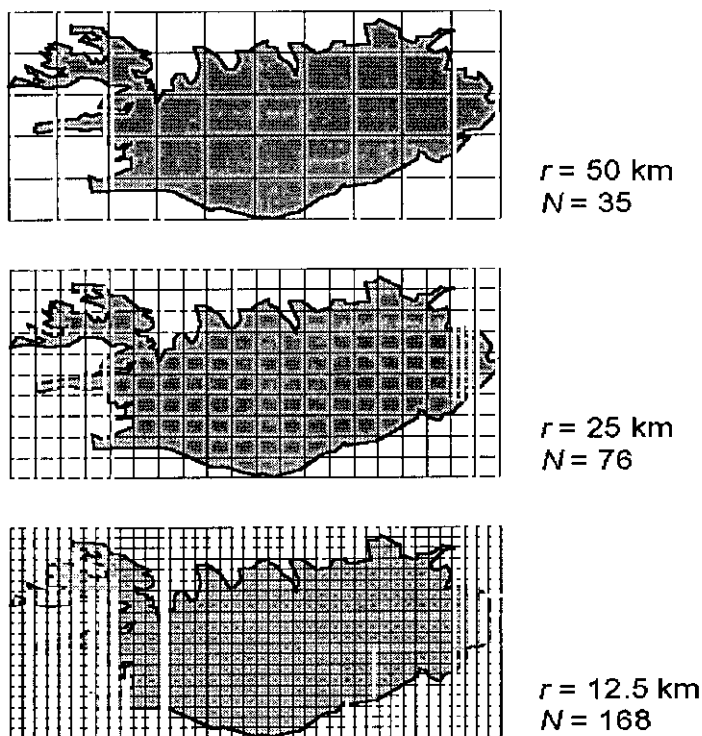 r = 50 km
N = 35
r = 25 km
N = 76
r = 12.5 km
N = 168